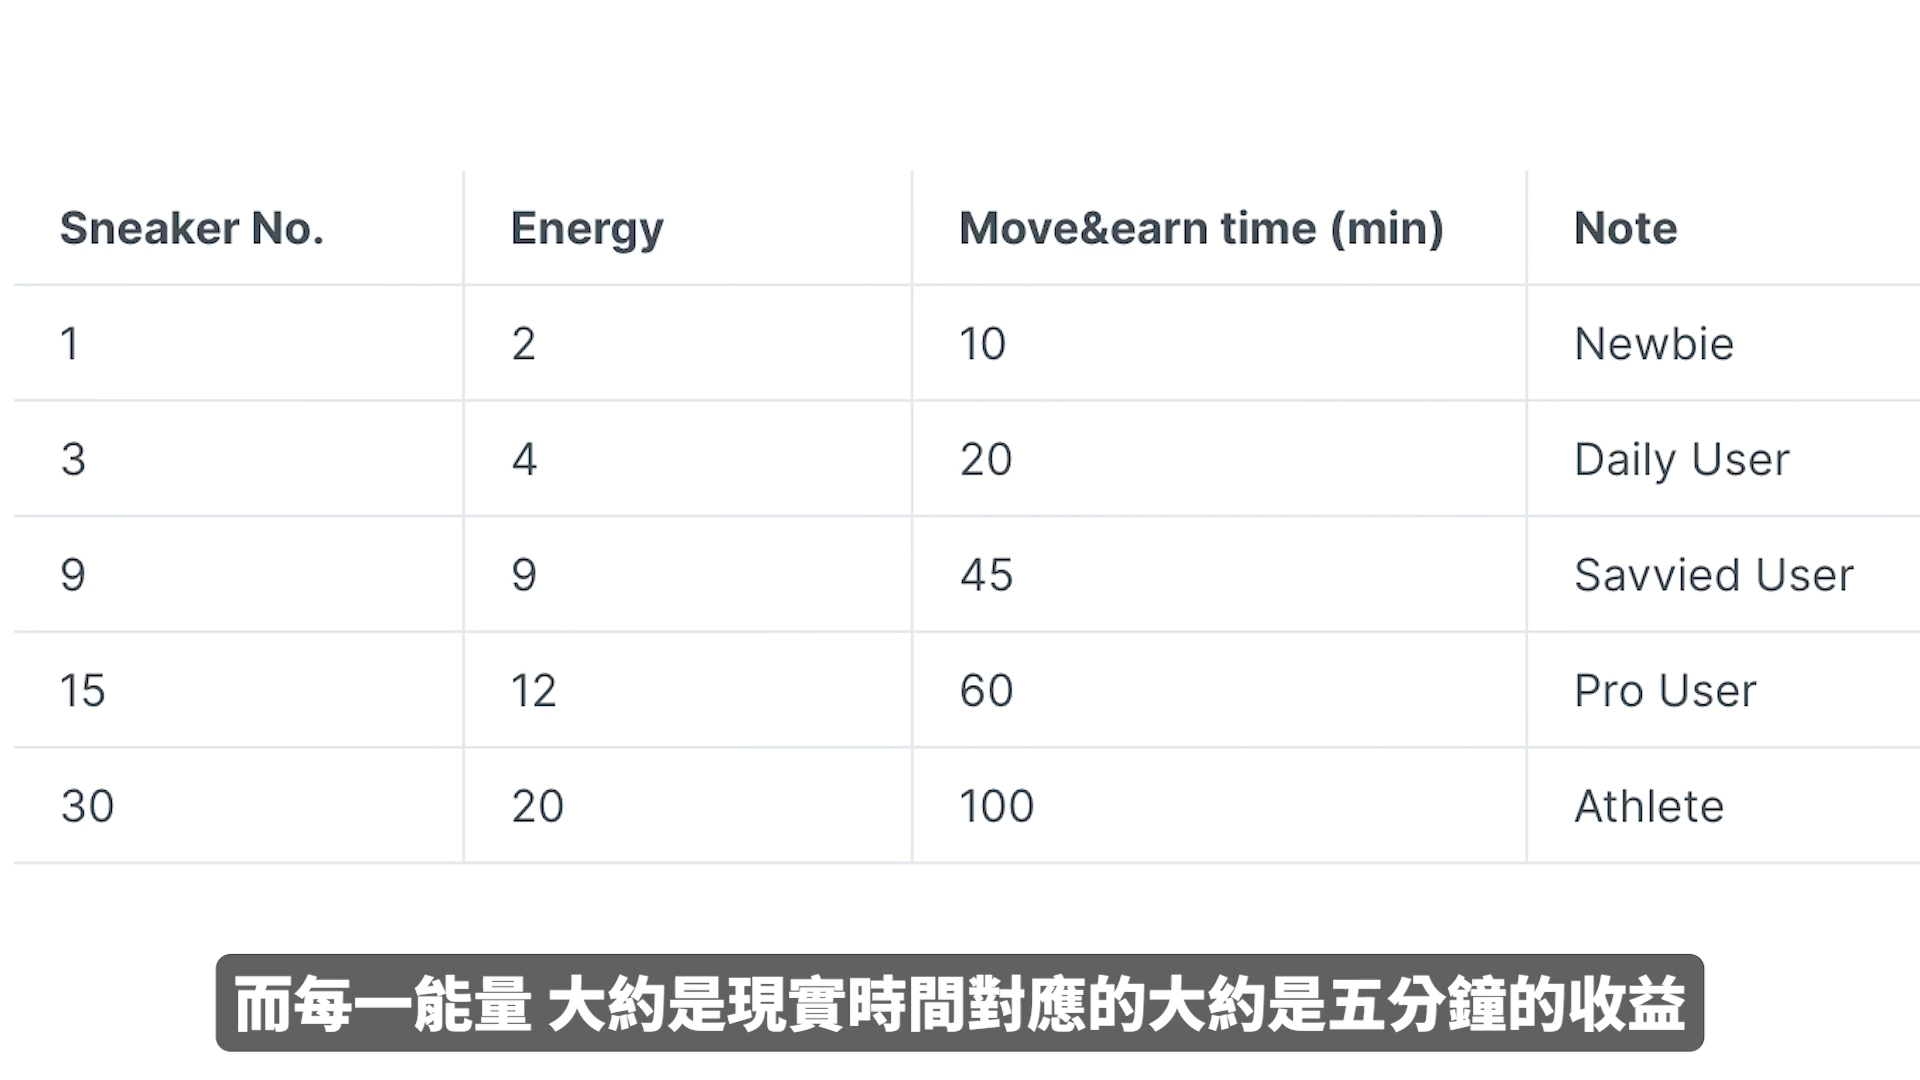 Sneaker No. Energy Move&earn time (min) Note
1 2 10 Newbie
3 4 20 Daily User
9 9 45 Savvied User
15 12 60 Pro User
30 20 100 Athlete
而每一能量 大約是現實時間對應的大約是五分鐘的收益